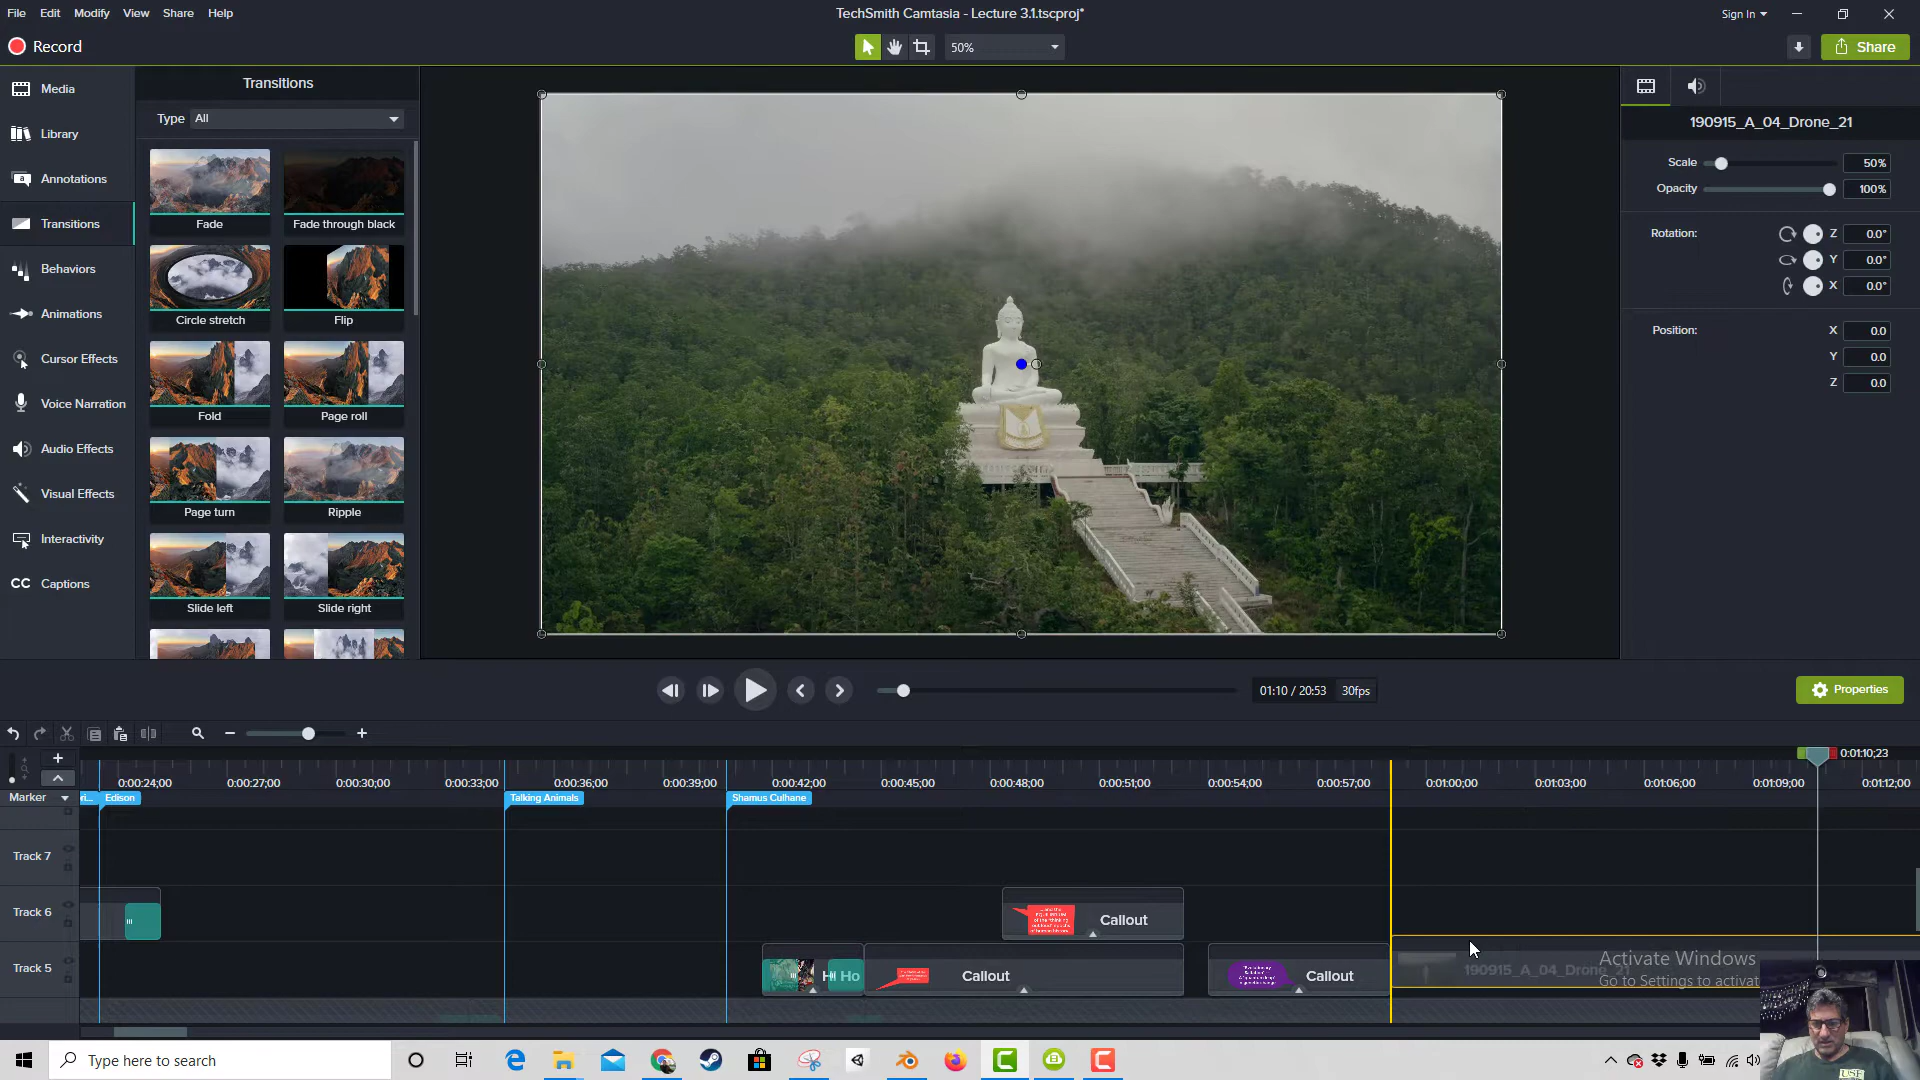 File Edit Modify View Share Help
TechSmith Camtasia - Lecture 3.1.tscproj*
Sign In
Record
50%
Share
Media
Library
Annotations
Transitions
Behaviors
Animations
Cursor Effects
Voice Narration
Audio Effects
Visual Effects
Interactivity
CC Captions
Transitions
Type All
Fade
Fade through black
Circle stretch
Flip
Fold
Page roll
Page turn
Ripple
Slide left
Slide right
190915_A_04_Drone_21
Scale 50%
Opacity 100%
Rotation: Z 0.0°
Y 0.0°
X 0.0°
Position: X 0.0
Y 0.0
Z 0.0
01:10 / 20:53 30fps
Properties
0:01:10;23
0:00:24;00 0:00:27;00 0:00:30;00 0:00:33;00 0:00:36;00 0:00:39;00 0:00:42;00 0:00:45;00 0:00:48;00 0:00:51;00 0:00:54;00 0:00:57;00 0:01:00;00 0:01:03;00 0:01:06;00 0:01:09;00 0:01:12;00
Marker
Edison
Talking Animals
Shamus Culhane
Track 7
Track 6
Callout
Track 5
Ho
Callout
Callout
190915_A_04_Drone_21
Activate Windows
Go to Settings to activat
Type here to search
USF